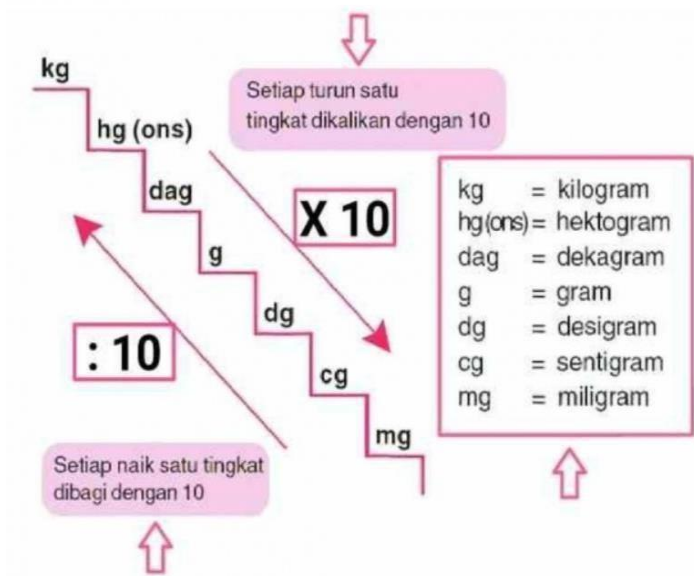 kg
Setiap turun satu
tingkat dikalikan dengan 10
hg (ons)
dag
X 10
g
dg
: 10
cg
mg
Setiap naik satu tingkat
dibagi dengan 10
kg = kilogram
hg(ons)= hektogram
dag = dekagram
g = gram
dg = desigram
cg = sentigram
mg = miligram